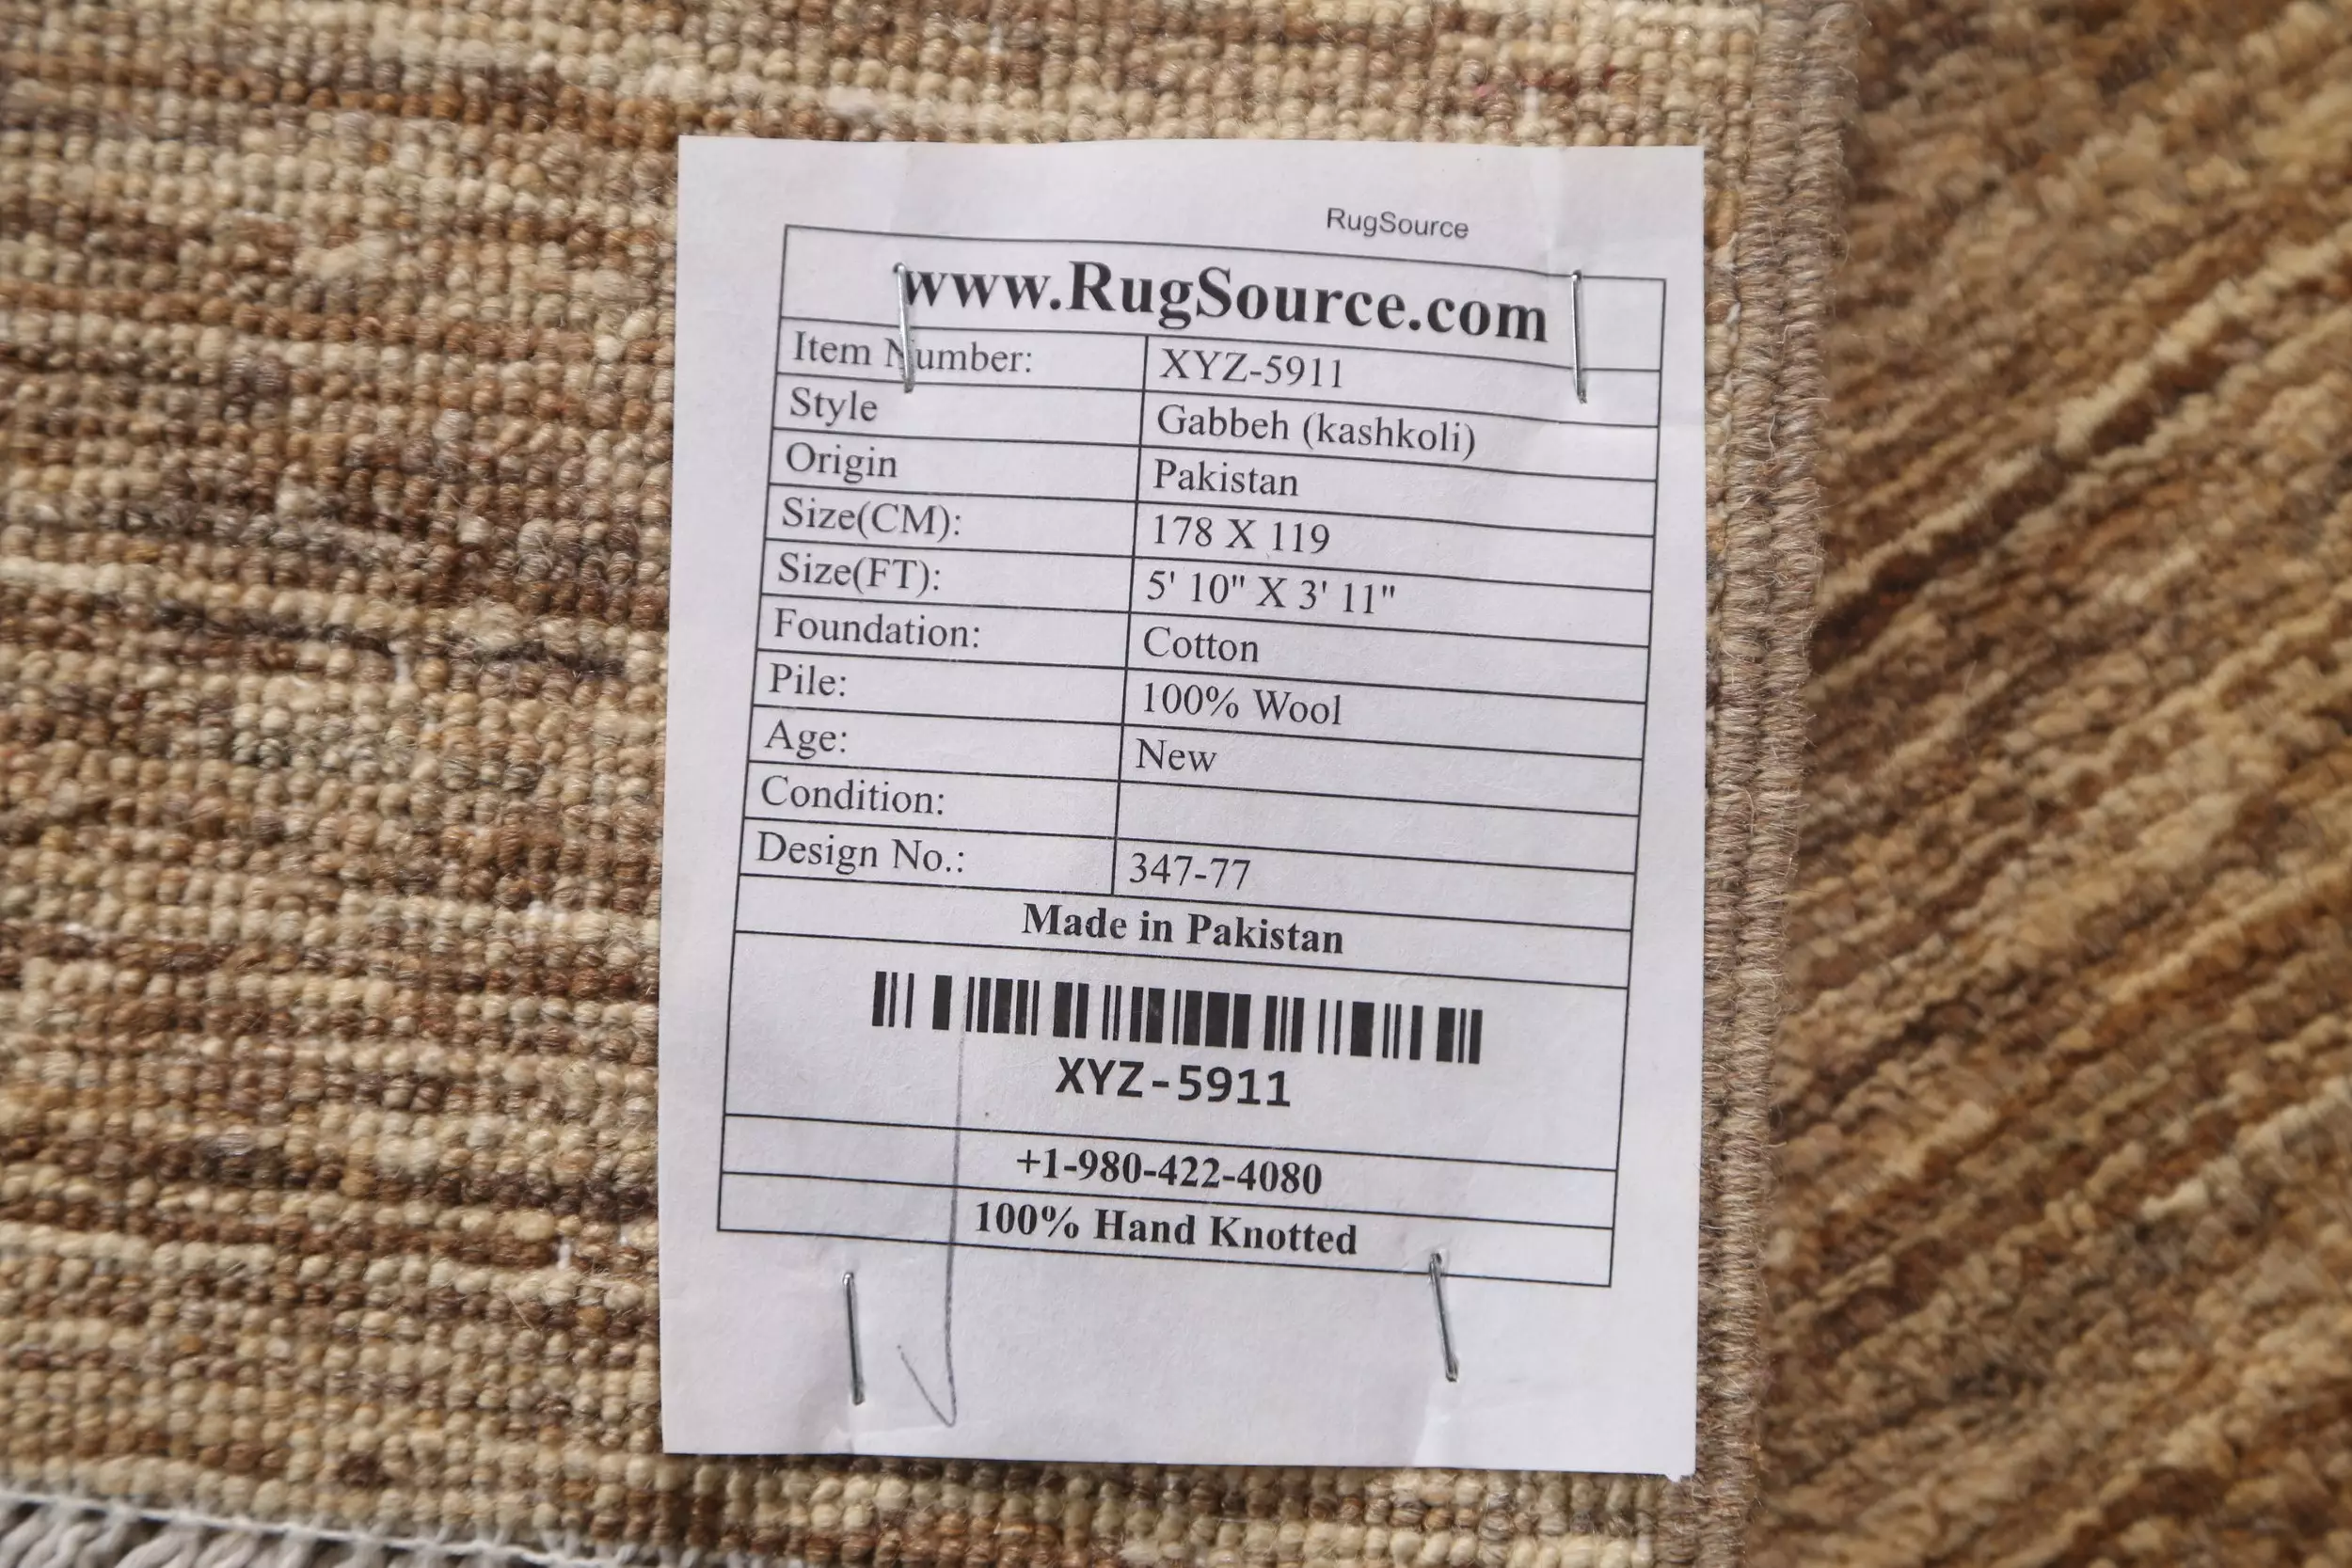 RugSource
www.RugSource.com
Item Number: XYZ-5911
Style Gabbeh (kashkoli)
Origin Pakistan
Size(CM): 178 X 119
Size(FT): 5' 10" X 3' 11"
Foundation: Cotton
Pile: 100% Wool
Age: New
Condition:
Design No.: 347-77
Made in Pakistan
XYZ-5911
+1-980-422-4080
100% Hand Knotted